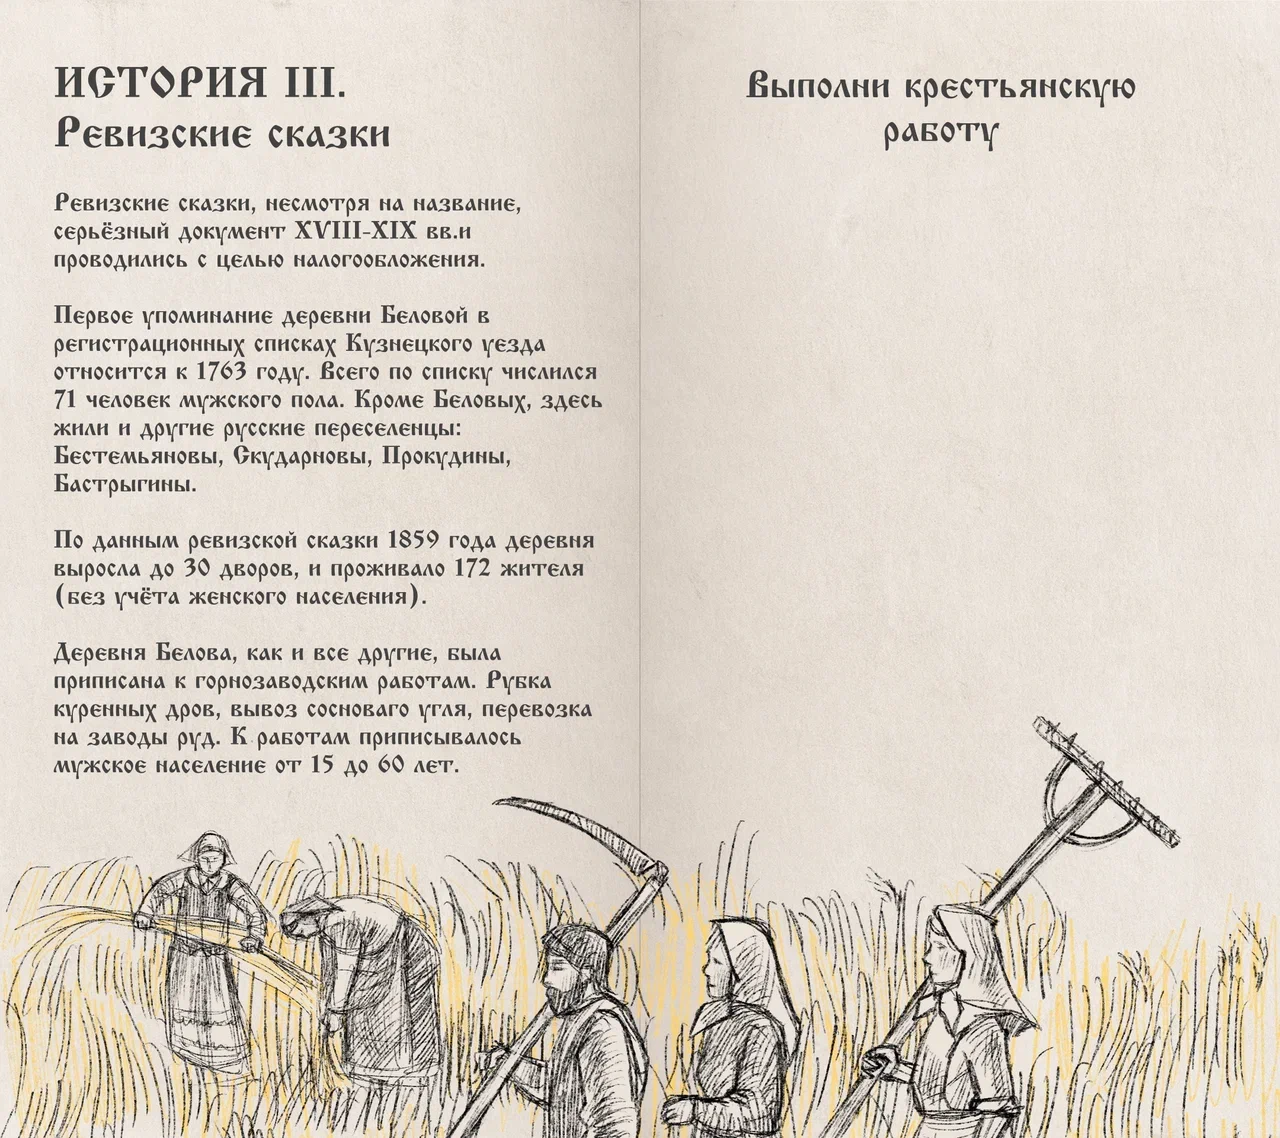 ИСТОРИЯ III.
Ревизские сказки
Ревизские сказки, несмотря на название,
серьёзный документ XVIII-XIX вв.и
проводились с целью налогообложения.
Первое упоминание деревни Беловой в
регистрационных списках Кузнецкого уезда
относится к 1763 году. Всего по списку числился
71 человек мужского пола. Кроме Беловых, здесь
жили и другие русские переселенцы:
Бестемьяновы, Скударновы, Прокудины,
Бастрыгины.
По данным ревизской сказки 1859 года деревня
выросла до 30 дворов, и проживало 172 жителя
(без учёта женского населения).
Деревня Белова, как и все другие, была
приписана к горнозаводским работам. Рубка
куренных дров, вывоз сосноваго угля, перевозка
на заводы руд. К работам приписывалось
мужское население от 15 до 60 лет.
Выполни крестьянскую
работу